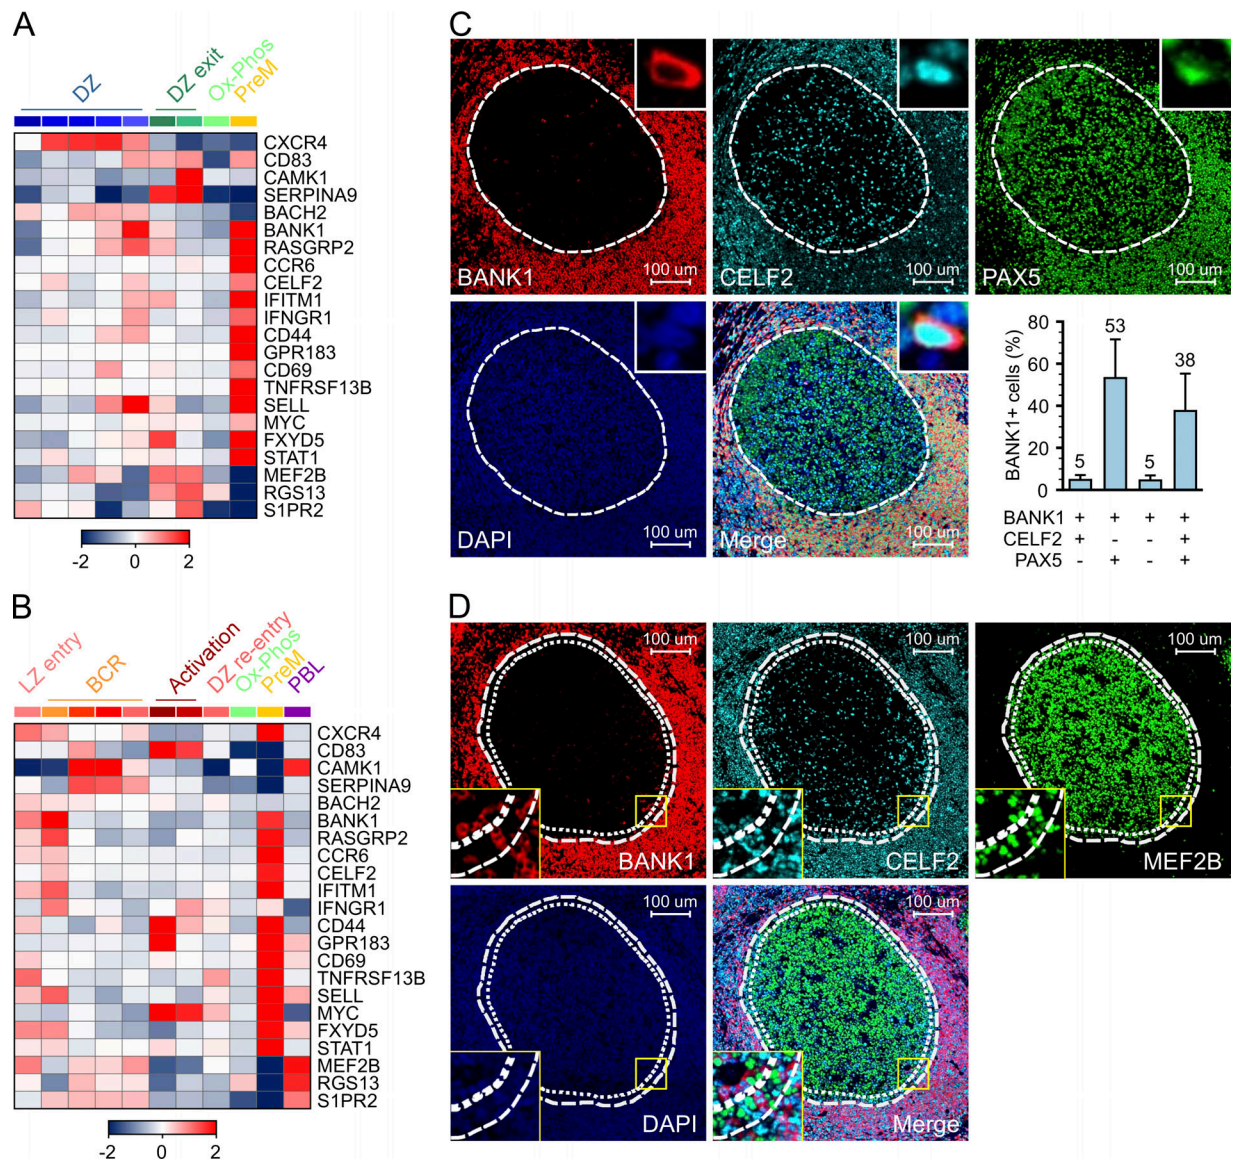 A
DZ
DZ exit
Ox-Phos
PreM
CXCR4
CD83
CAMK1
SERPINA9
BACH2
BANK1
RASGRP2
CCR6
CELF2
IFITM1
IFNGR1
CD44
GPR183
CD69
TNFRSF13B
SELL
MYC
FXYD5
STAT1
MEF2B
RGS13
S1PR2
-2 0 2
B
LZ entry
BCR
Activation
DZ re-entry
Ox-Phos
PreM
PBL
CXCR4
CD83
CAMK1
SERPINA9
BACH2
BANK1
RASGRP2
CCR6
CELF2
IFITM1
IFNGR1
CD44
GPR183
CD69
TNFRSF13B
SELL
MYC
FXYD5
STAT1
MEF2B
RGS13
S1PR2
-2 0 2
C
BANK1 100 um
CELF2 100 um
PAX5 100 um
DAPI 100 um
Merge 100 um
BANK1+ cells (%)
80
60
40
20
0
5 53 5 38
BANK1 + + + +
CELF2 + - - +
PAX5 - + - +
D
100 um
BANK1
100 um
CELF2
100 um
MEF2B
100 um
DAPI
100 um
Merge